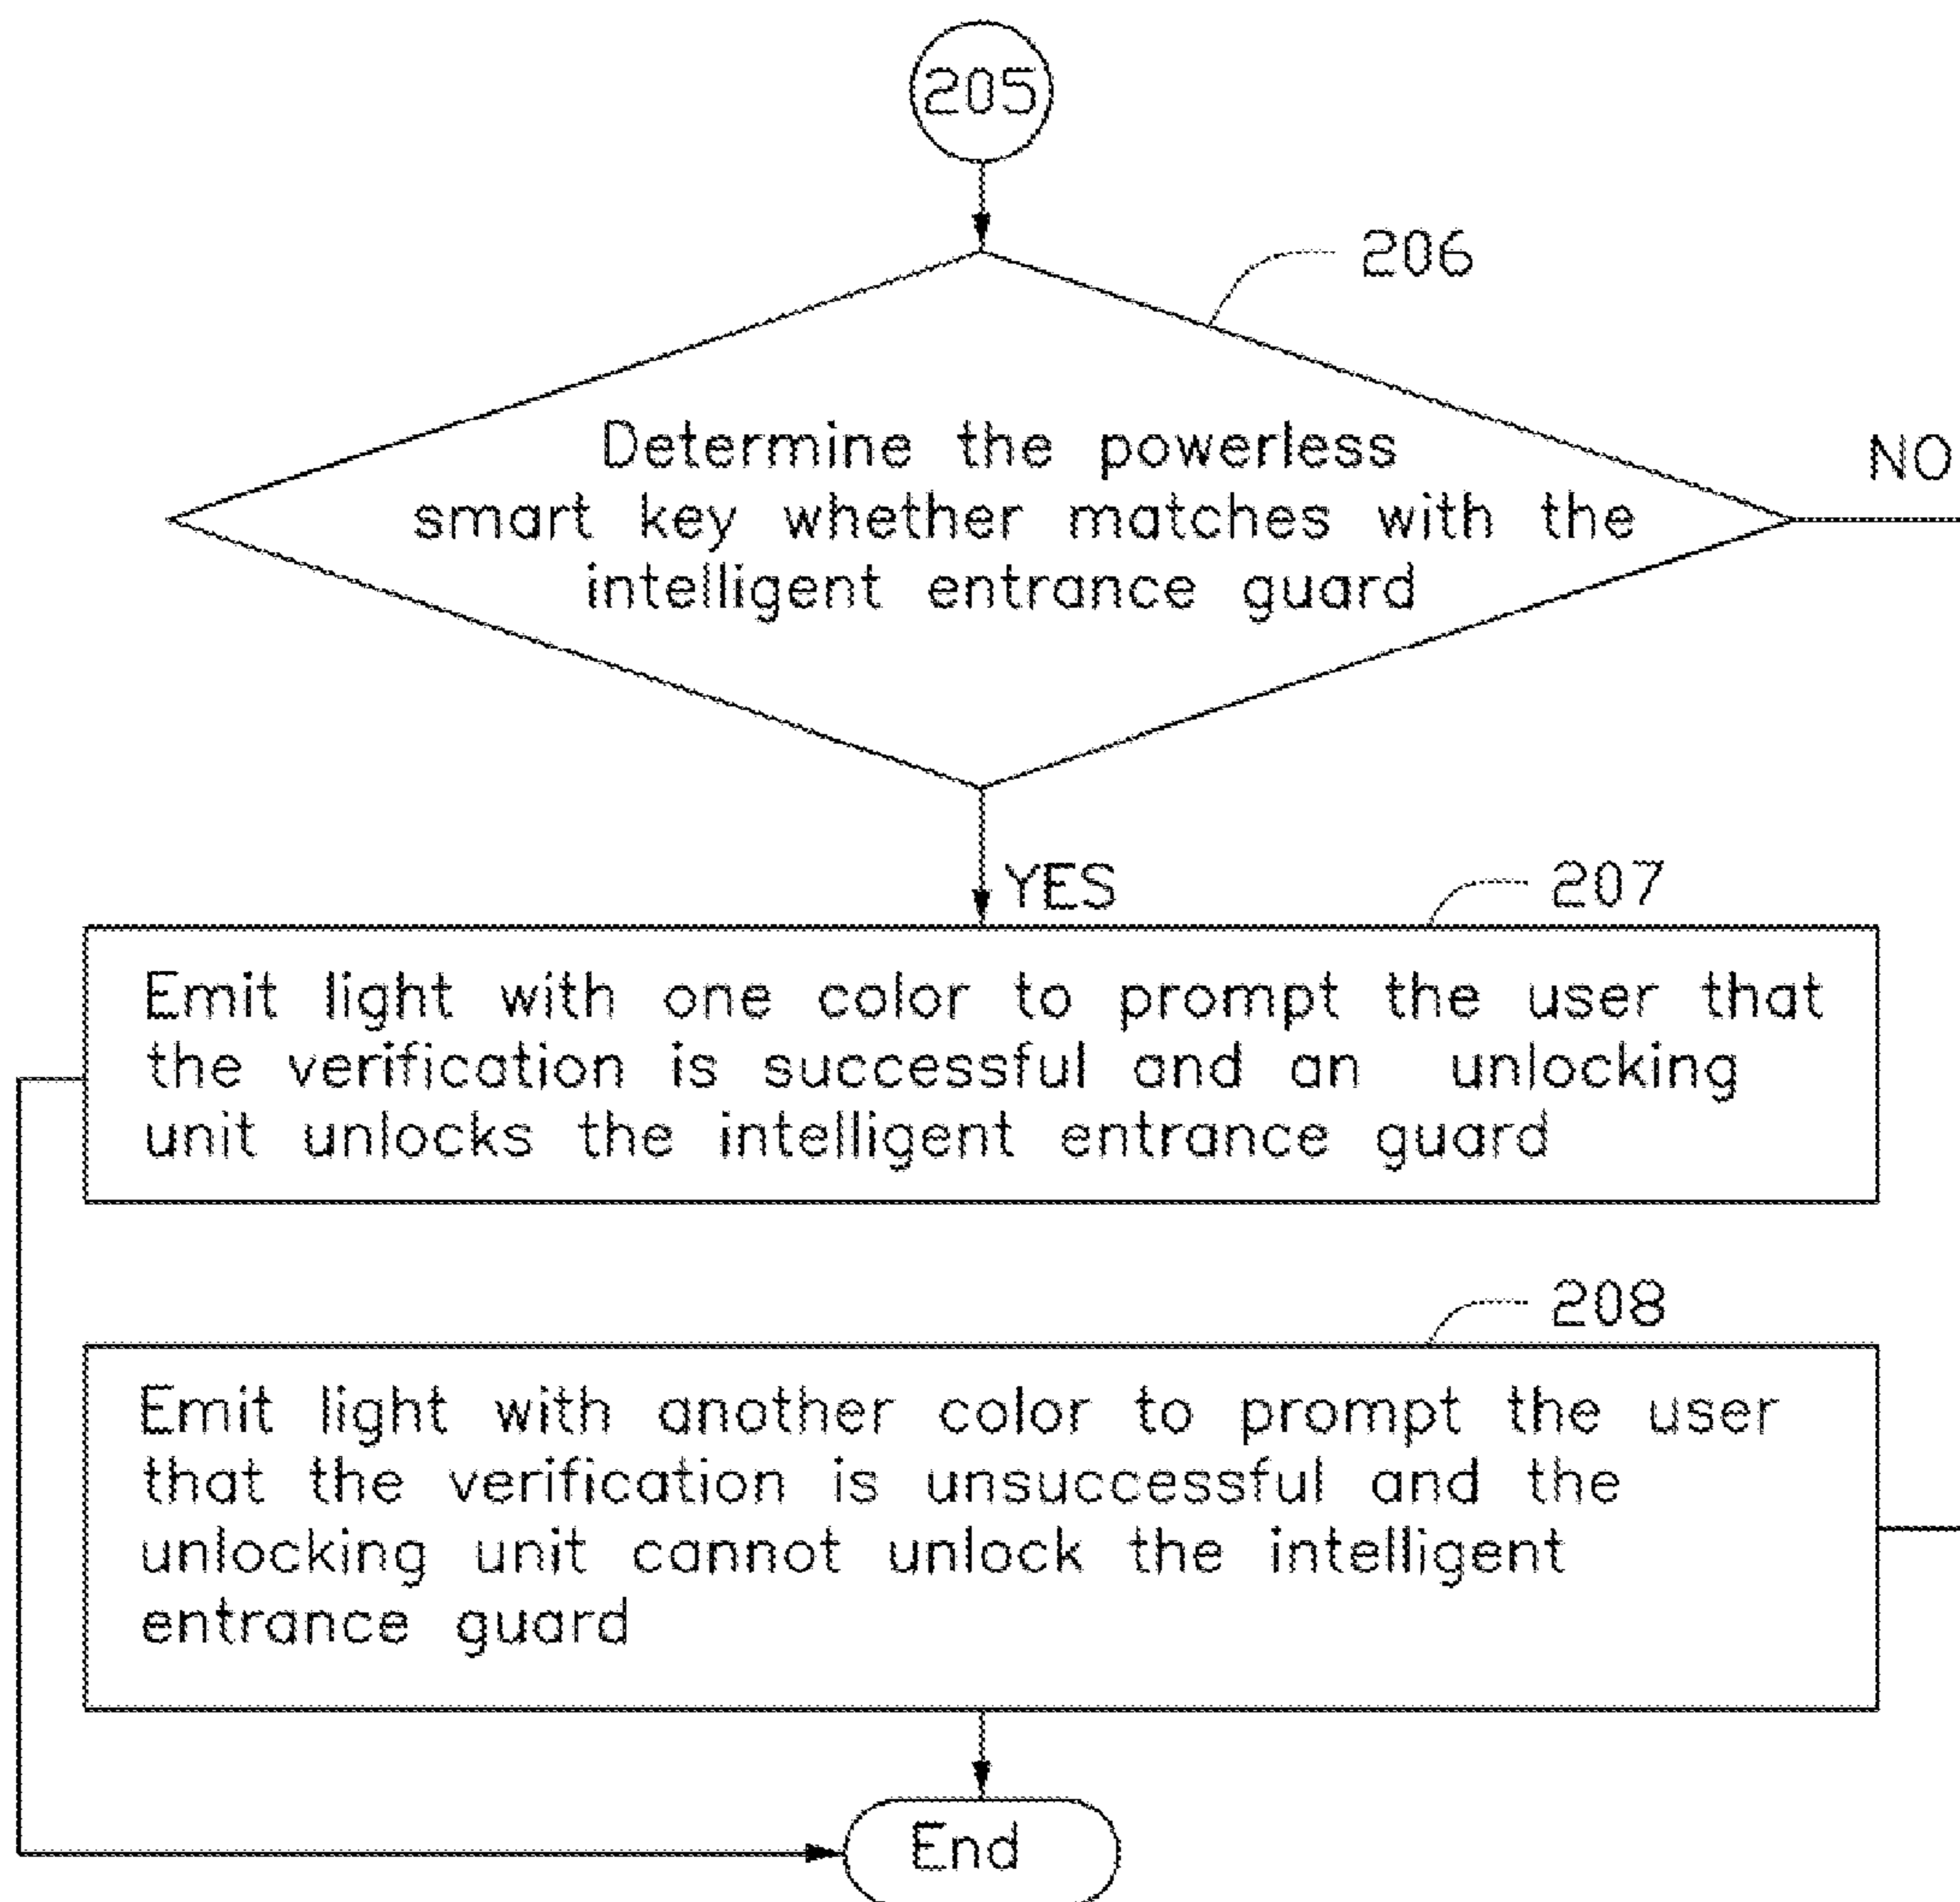 205
206
Determine the powerless
smart key whether matches with the
intelligent entrance guard
NO
YES
207
Emit light with one color to prompt the user that
the verification is successful and an unlocking
unit unlocks the intelligent entrance guard
208
Emit light with another color to prompt the user
that the verification is unsuccessful and the
unlocking unit cannot unlock the intelligent
entrance guard
End